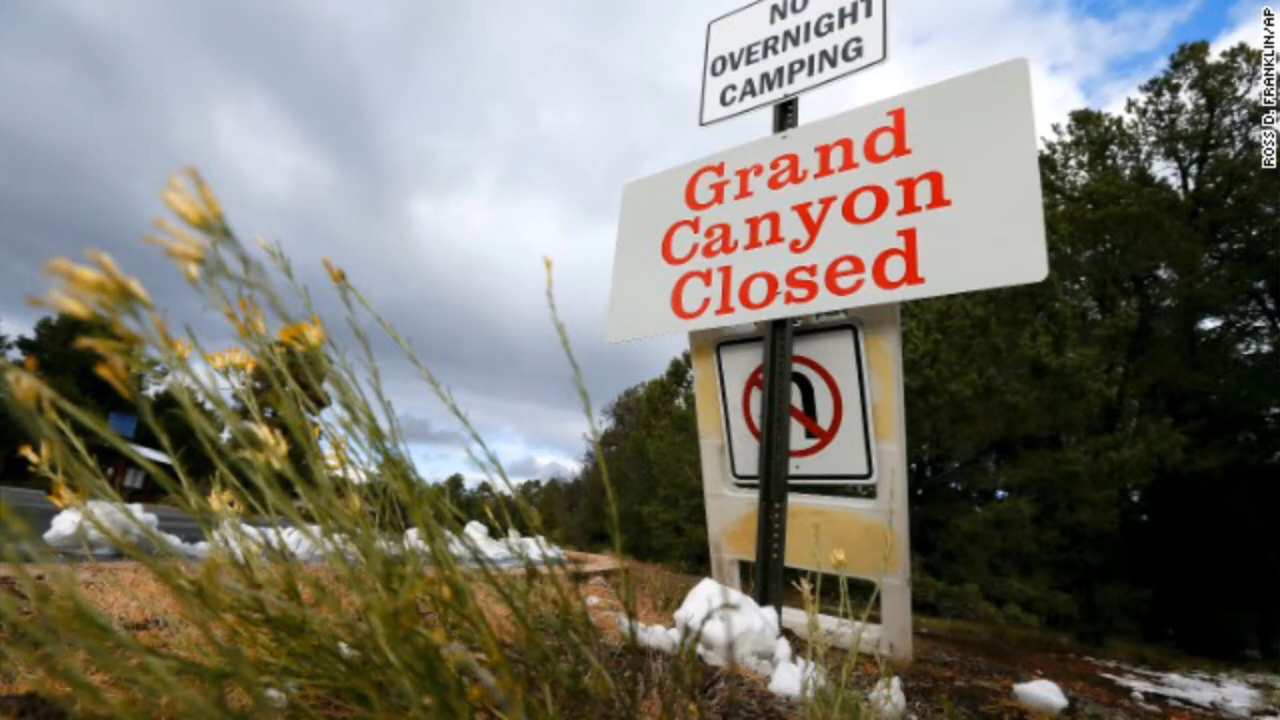 NO
OVERNIGHT
CAMPING
Grand
Canyon
Closed
ROSS D. FRANKLIN/AP